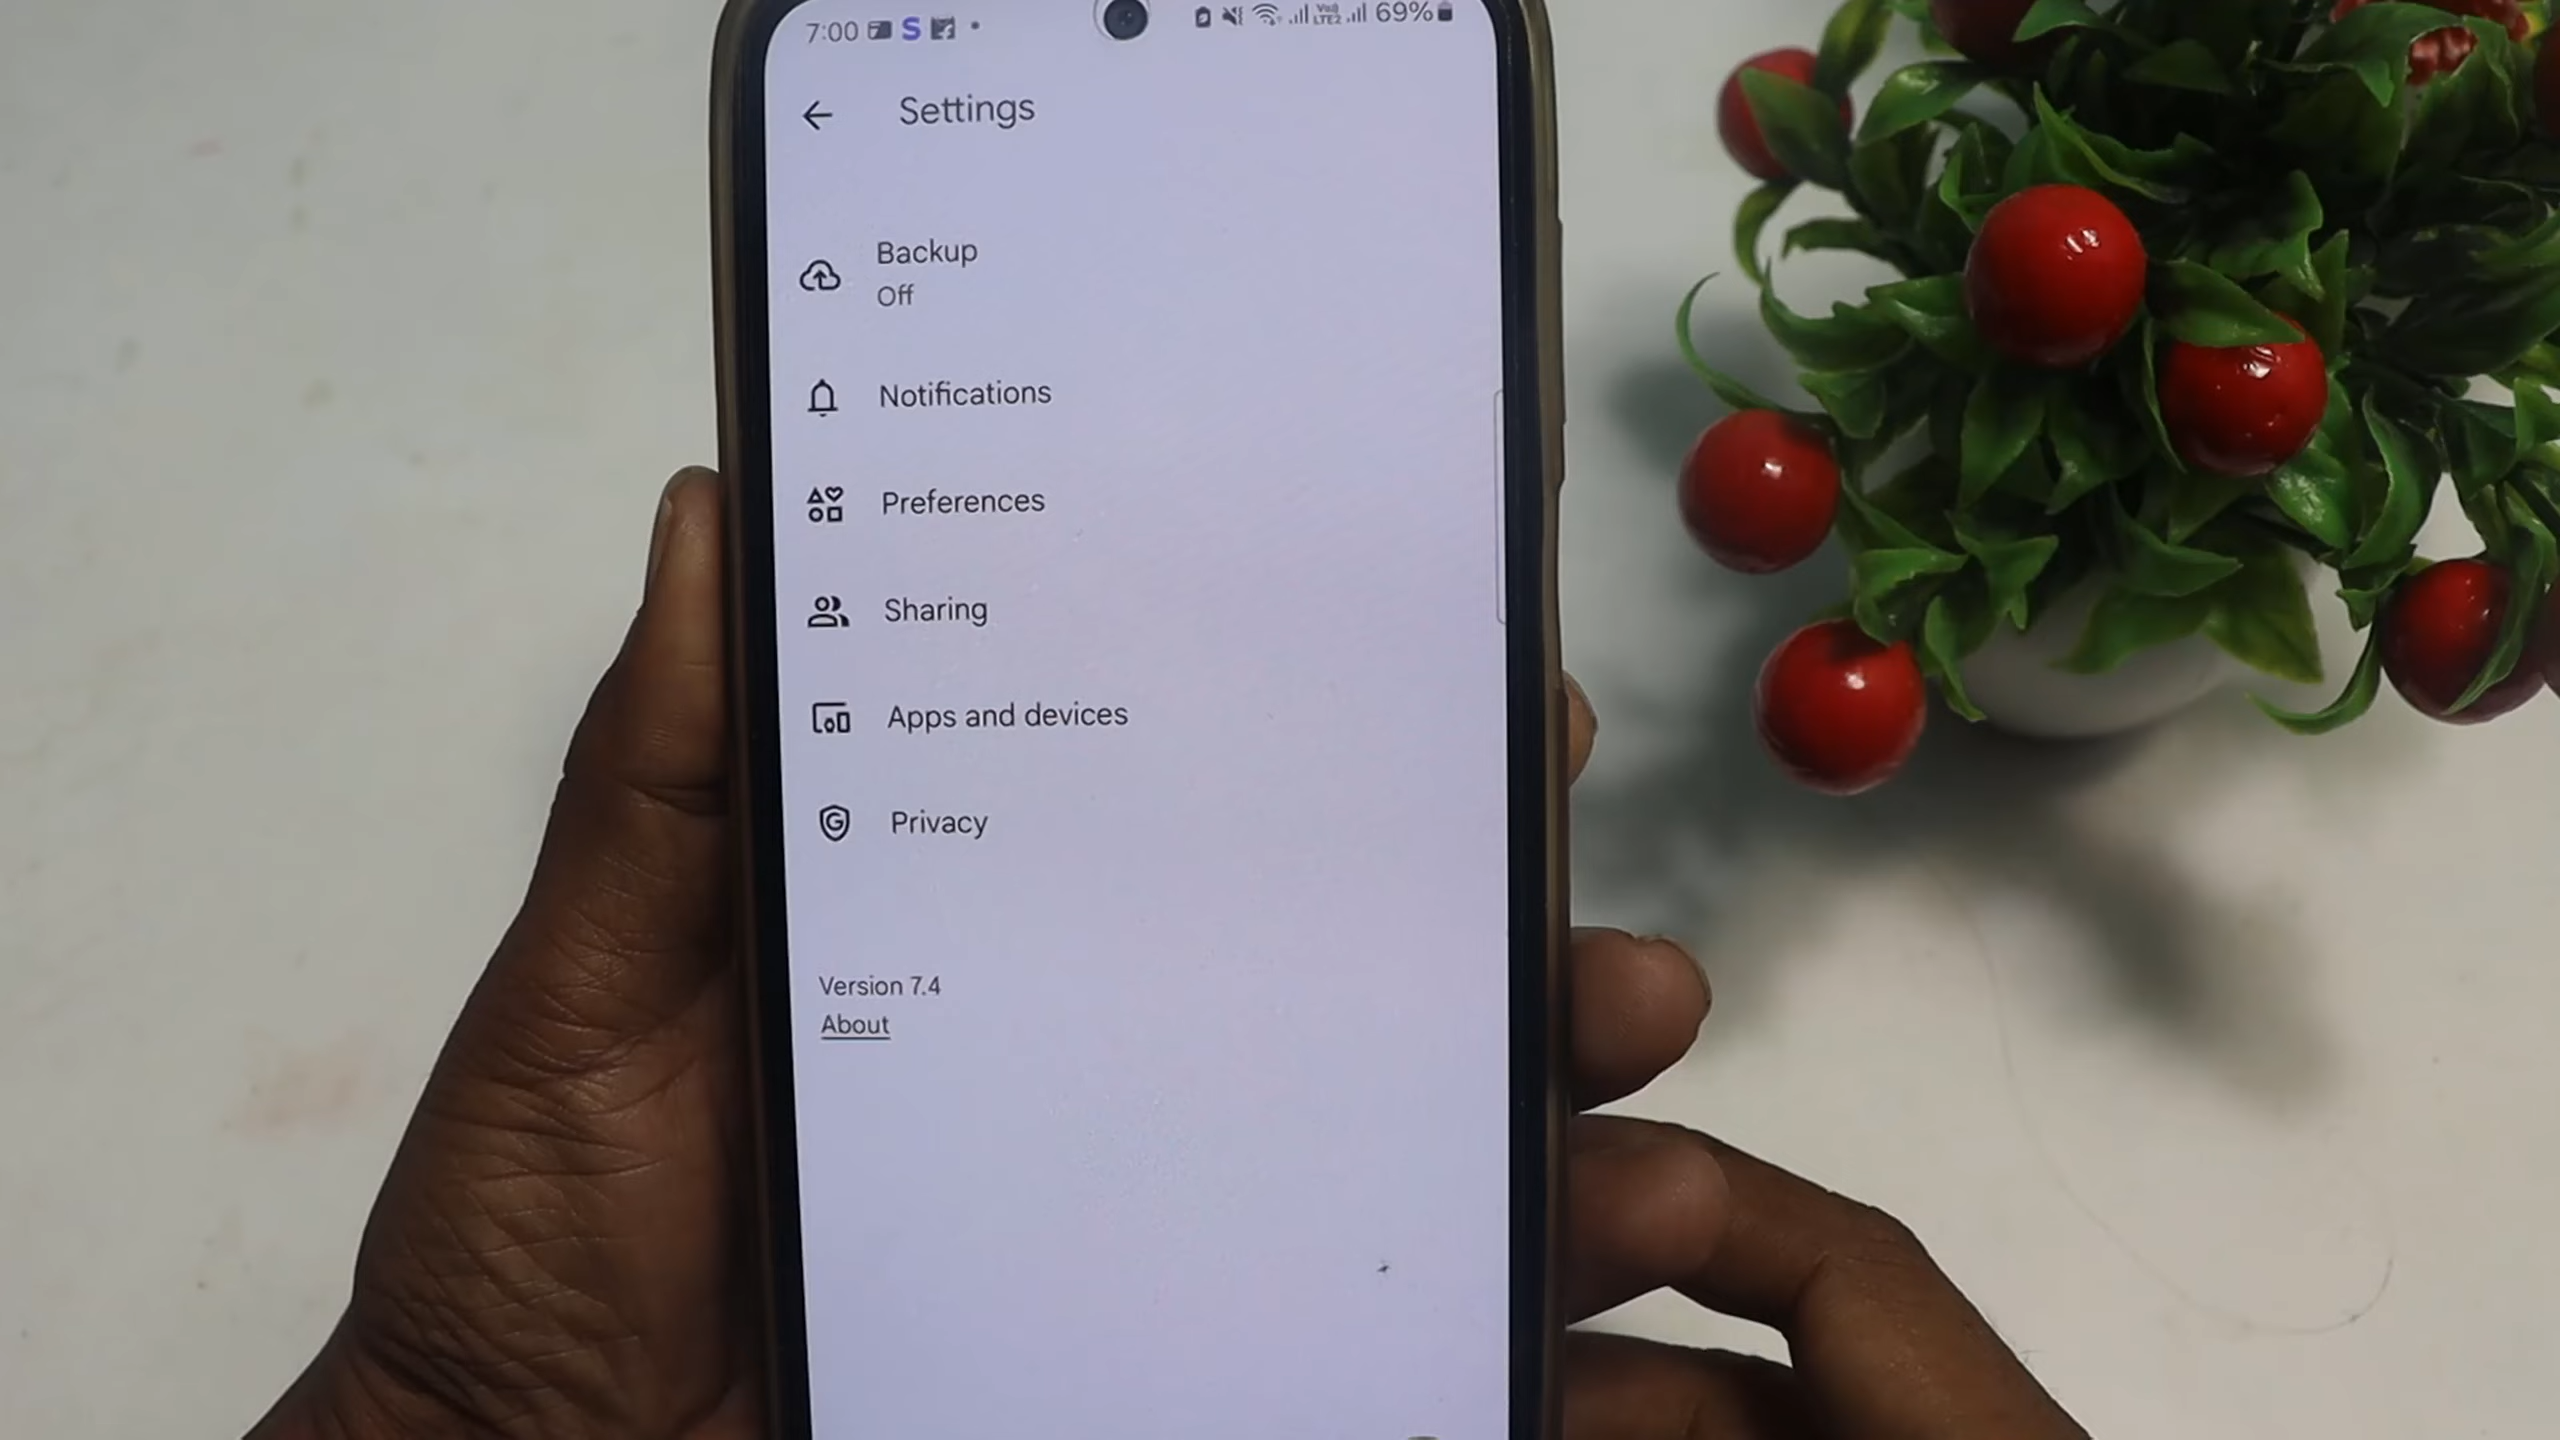 7:00 S 69%
Settings
Backup
Off
Notifications
Preferences
Sharing
Apps and devices
Privacy
Version 7.4
About